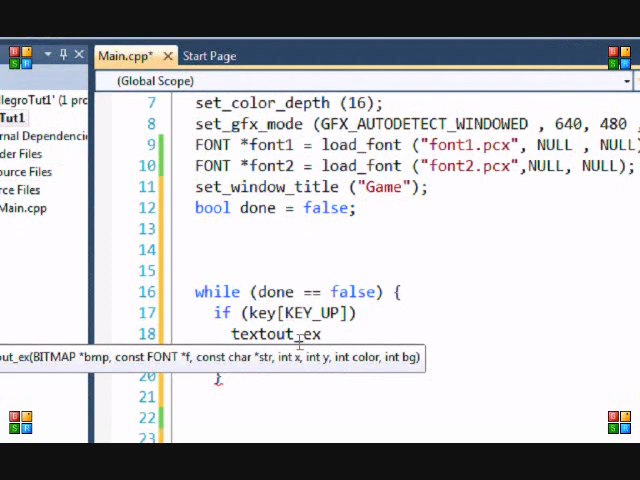 Main.cpp* Start Page
(Global Scope)
llegroTut1' (1 pro
Tut1
rnal Dependencie
der Files
ource Files
rce Files
Main.cpp
7 set_color_depth (16);
8 set_gfx_mode (GFX_AUTODETECT_WINDOWED , 640, 480
9 FONT *font1 = load_font ("font1.pcx", NULL , NULL)
10 FONT *font2 = load_font ("font2.pcx",NULL, NULL);
11 set_window_title ("Game");
12 bool done = false;
13
14
15
16 while (done == false) {
17 if (key[KEY_UP])
18 textout_ex
out_ex(BITMAP *bmp, const FONT *f, const char *str, int x, int y, int color, int bg)
20 }
21
22
23